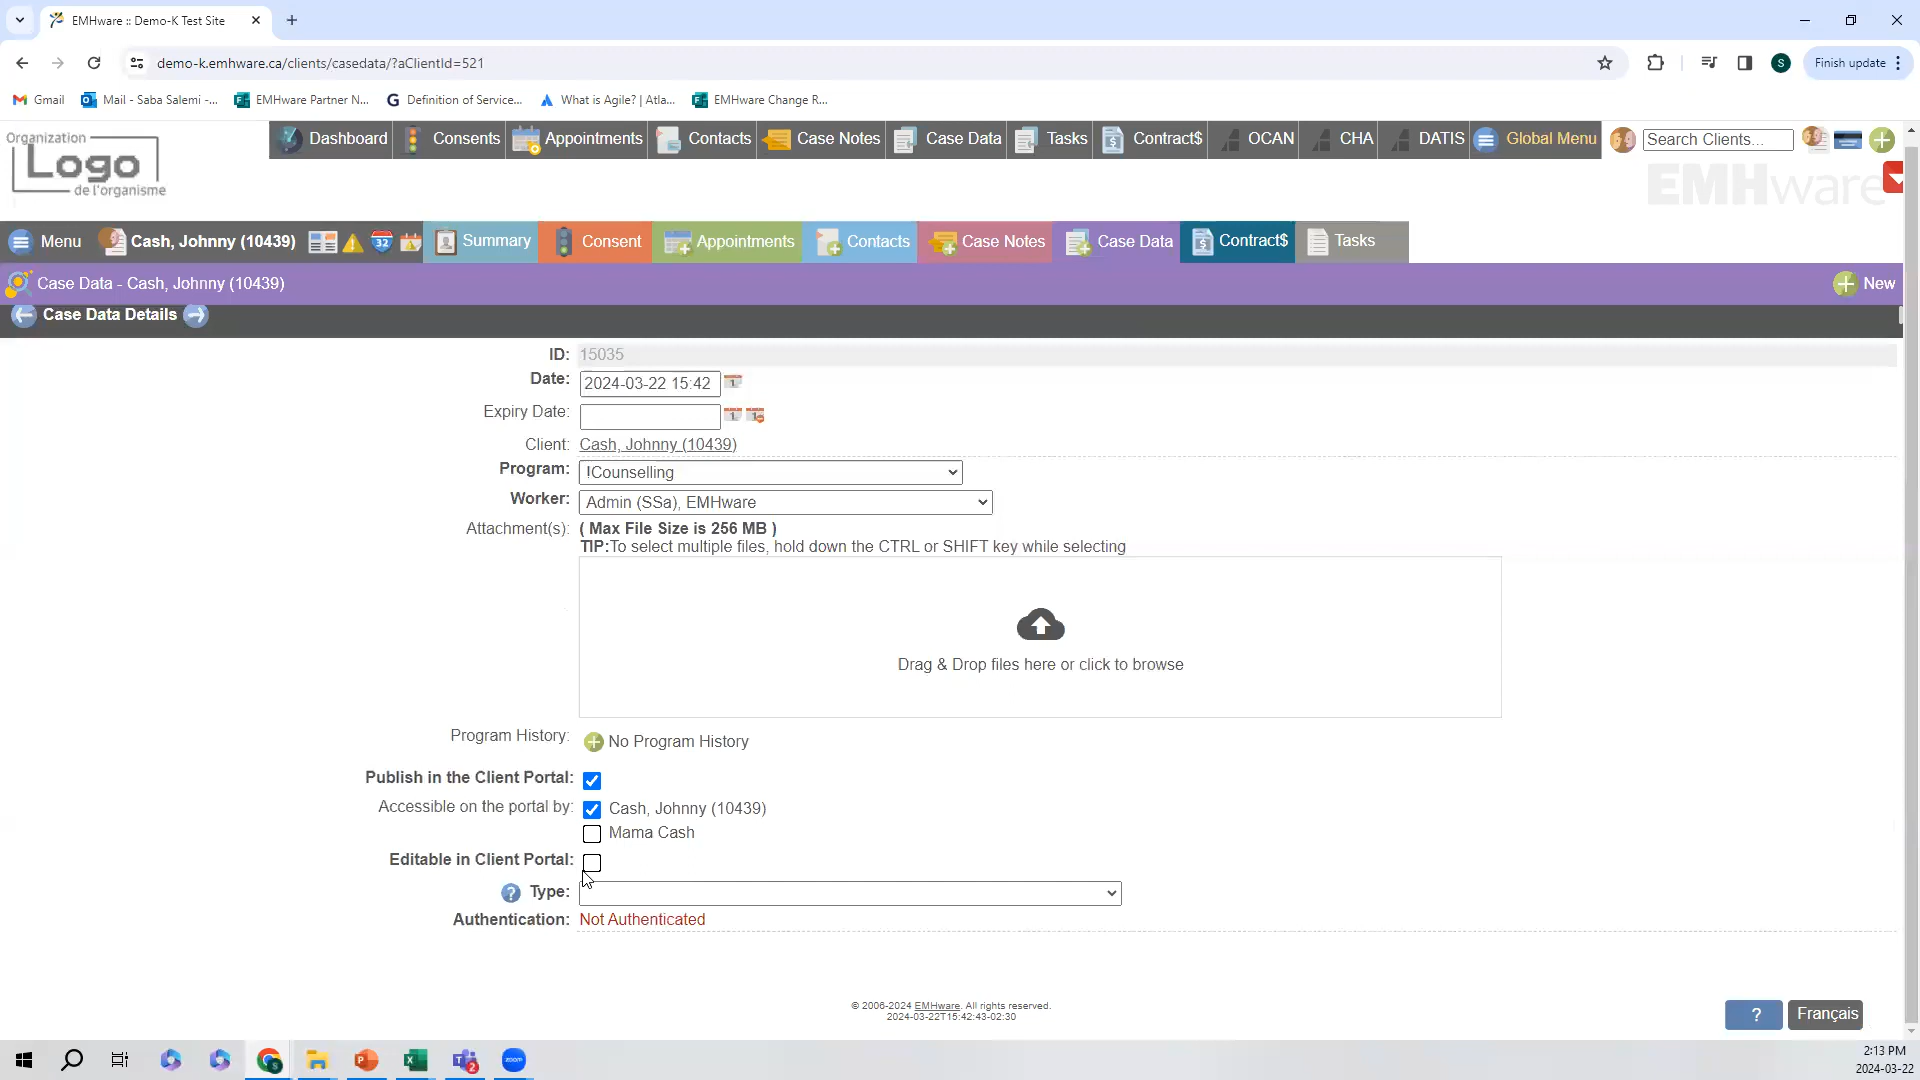 EMHware :: Demo-K Test Site
demo-k.emhware.ca/clients/casedata/?aClientId=521
S
Finish update
Gmail
Mail - Saba Salemi -...
EMHware Partner N...
Definition of Service...
What is Agile? | Atla...
EMHware Change R...
Organization
Logo
de l'organisme
Dashboard
Consents
Appointments
Contacts
Case Notes
Case Data
Tasks
Contract$
OCAN
CHA
DATIS
Global Menu
Search Clients...
EMHware
Menu
Cash, Johnny (10439)
32
Summary
Consent
Appointments
Contacts
Case Notes
Case Data
Contract$
Tasks
Case Data - Cash, Johnny (10439)
New
Case Data Details
ID: 15035
Date: 2024-03-22 15:42
Expiry Date:
Client: Cash, Johnny (10439)
Program: !Counselling
Worker: Admin (SSa), EMHware
Attachment(s): ( Max File Size is 256 MB )
TIP:To select multiple files, hold down the CTRL or SHIFT key while selecting
Drag & Drop files here or click to browse
Program History: No Program History
Publish in the Client Portal:
Accessible on the portal by: Cash, Johnny (10439)
Mama Cash
Editable in Client Portal:
? Type:
Authentication: Not Authenticated
© 2006-2024 EMHware. All rights reserved.
2024-03-22T15:42:43-02:30
?
Français
2:13 PM
2024-03-22